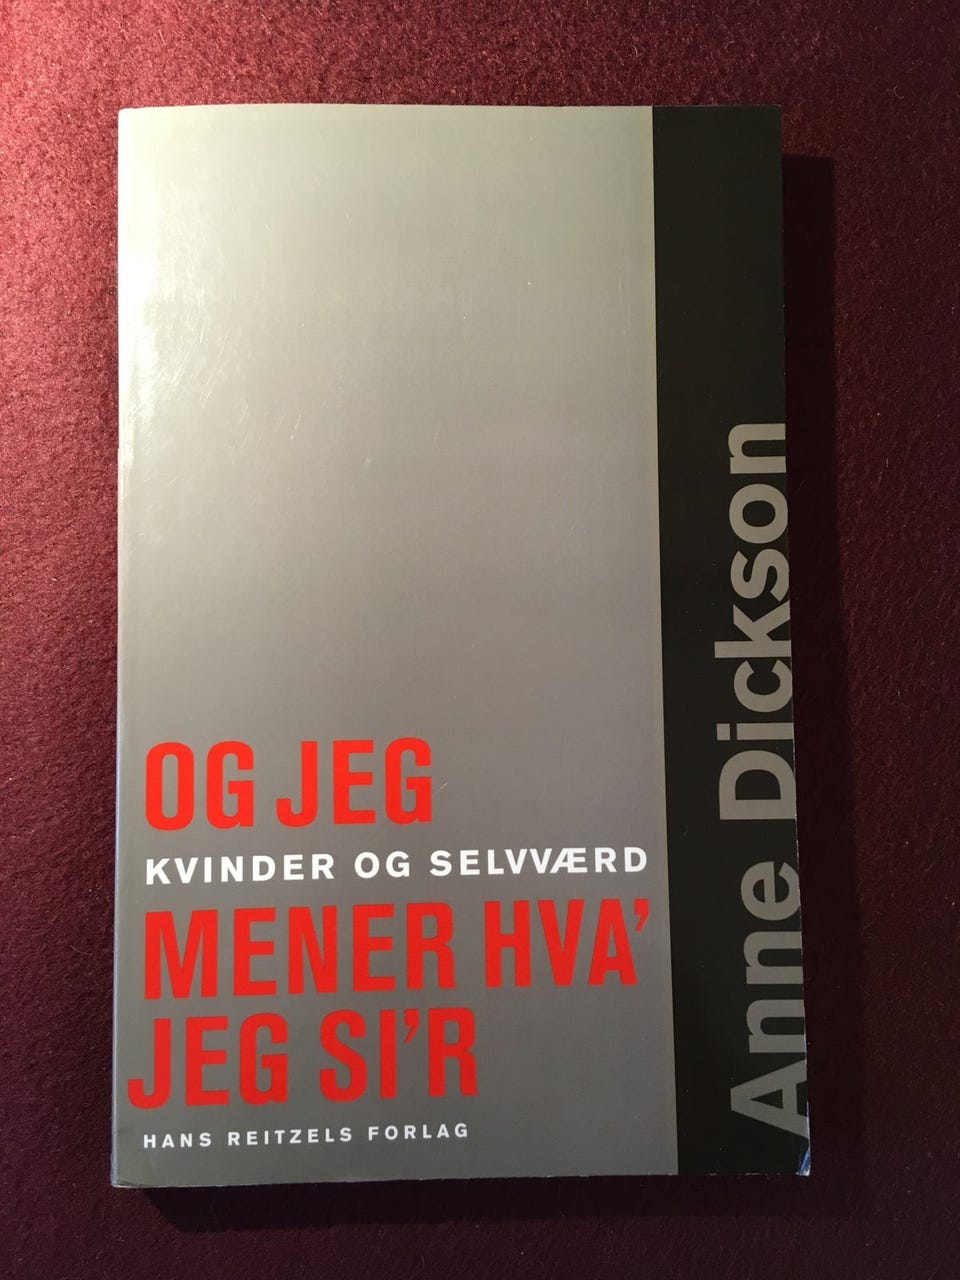 OG JEG
KVINDER OG SELVVÆRD
MENER HVA'
JEG SI'R
HANS REITZELS FORLAG
Anne Dickson